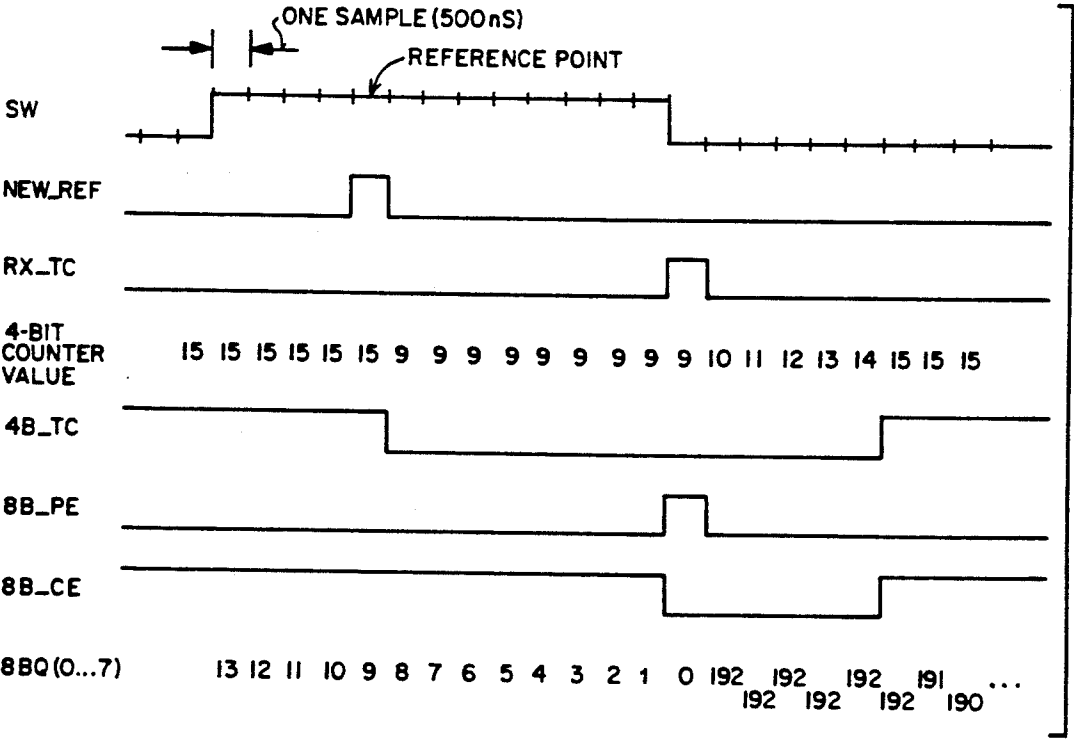 ONE SAMPLE (500nS)
REFERENCE POINT
SW
NEW_REF
RX_TC
4-BIT
COUNTER
VALUE
15 15 15 15 15 15 9 9 9 9 9 9 9 9 9 10 11 12 13 14 15 15 15
4B_TC
8B_PE
8B_CE
8BQ (0...7) 13 12 11 10 9 8 7 6 5 4 3 2 1 0 192 192 192 191 ...
192 192 192 190